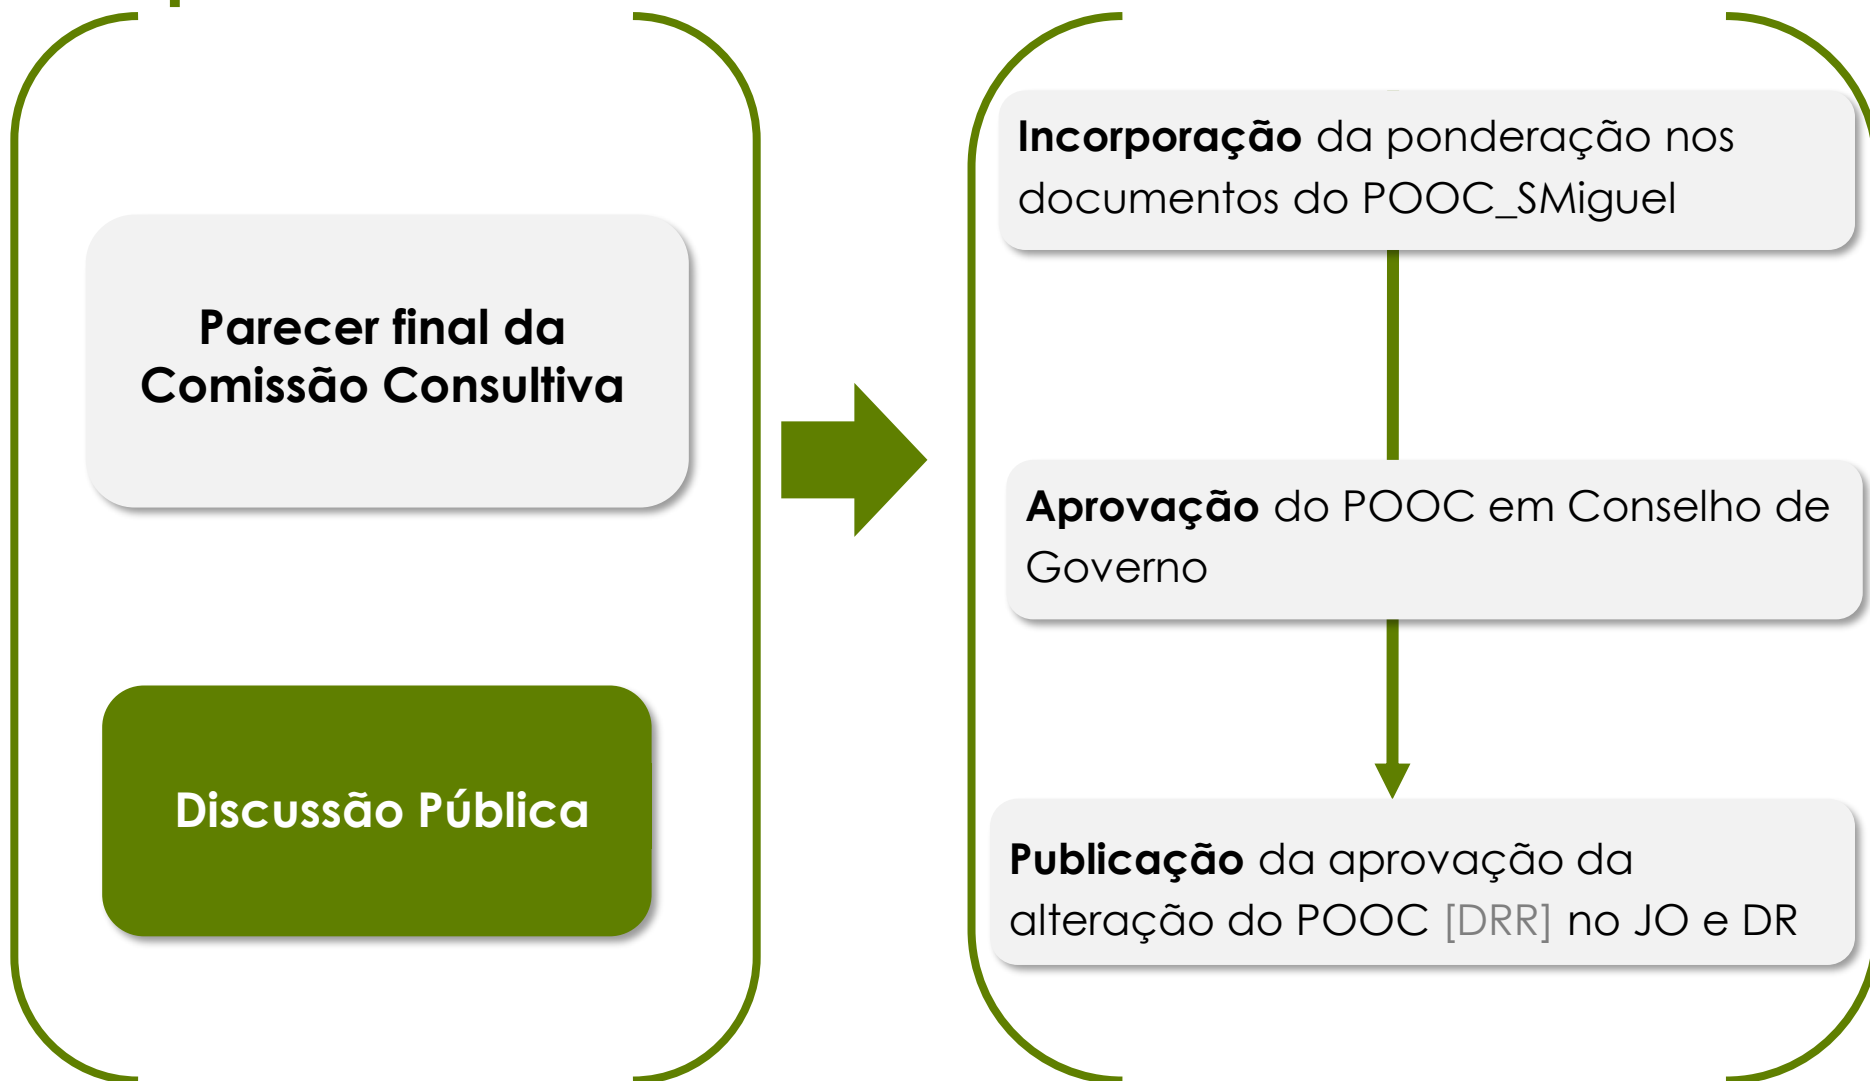 Parecer final da
Comissão Consultiva
Discussão Pública
Incorporação da ponderação nos
documentos do POOC_SMiguel
Aprovação do POOC em Conselho de
Governo
Publicação da aprovação da
alteração do POOC [DRR] no JO e DR